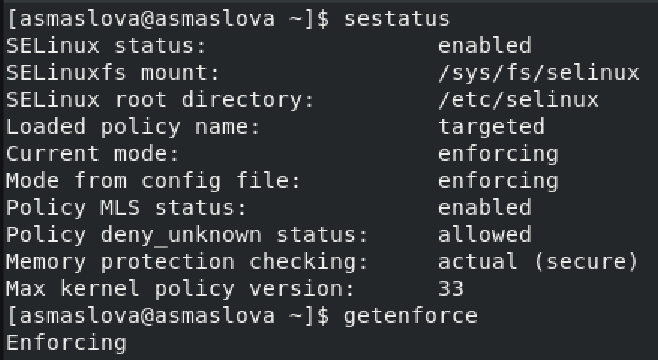 [asmaslova@asmaslova ~]$ sestatus
SELinux status:                 enabled
SELinuxfs mount:                /sys/fs/selinux
SELinux root directory:         /etc/selinux
Loaded policy name:             targeted
Current mode:                   enforcing
Mode from config file:          enforcing
Policy MLS status:              enabled
Policy deny_unknown status:     allowed
Memory protection checking:     actual (secure)
Max kernel policy version:      33
[asmaslova@asmaslova ~]$ getenforce
Enforcing